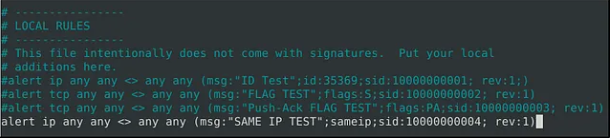 # ----------------
# LOCAL RULES
# ----------------
# This file intentionally does not come with signatures.  Put your local
# additions here.
#alert ip any any <> any any (msg:"ID Test";id:35369;sid:10000000001; rev:1;)
#alert tcp any any <> any any (msg:"FLAG TEST";flags:S;sid:10000000002; rev:1)
#alert tcp any any <> any any (msg:"Push-Ack FLAG TEST";flags:PA;sid:10000000003; rev:1)
alert ip any any <> any any (msg:"SAME IP TEST";sameip;sid:10000000004; rev:1)